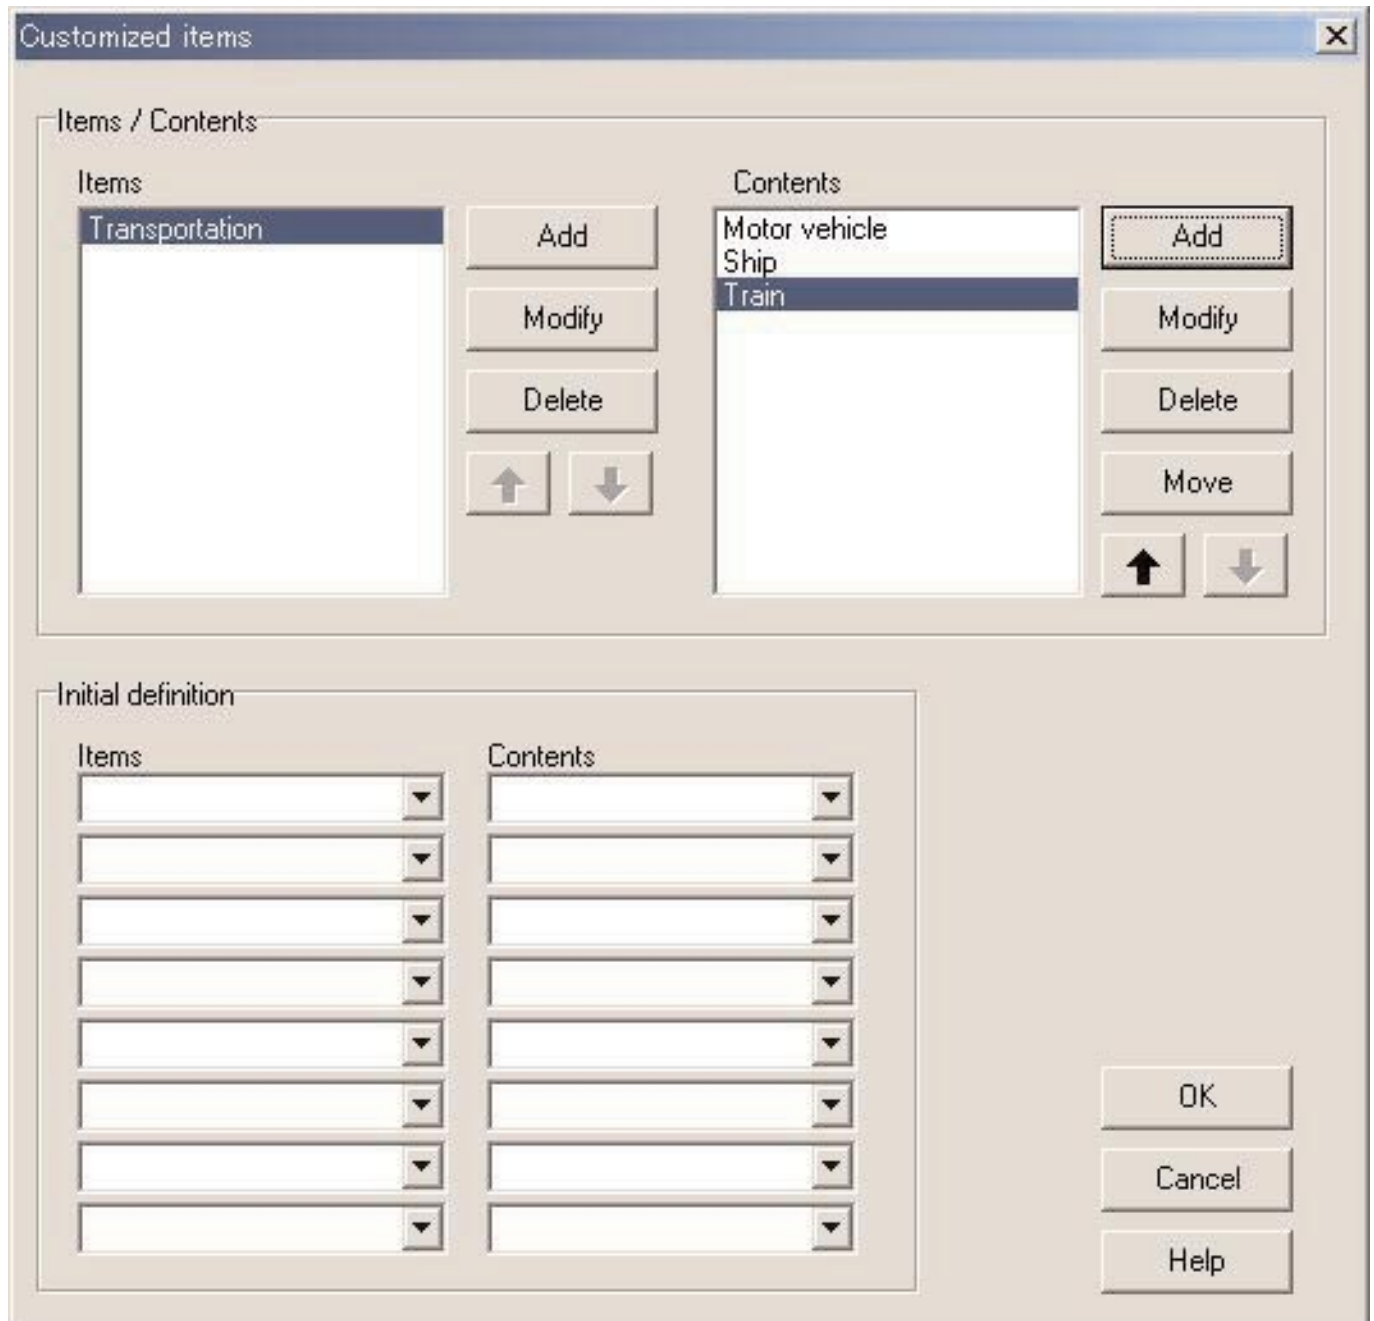 Customized items
Items / Contents
Items
Contents
Transportation
Add
Modify
Delete
Motor vehicle
Ship
Train
Add
Modify
Delete
Move
Initial definition
Items
Contents
OK
Cancel
Help